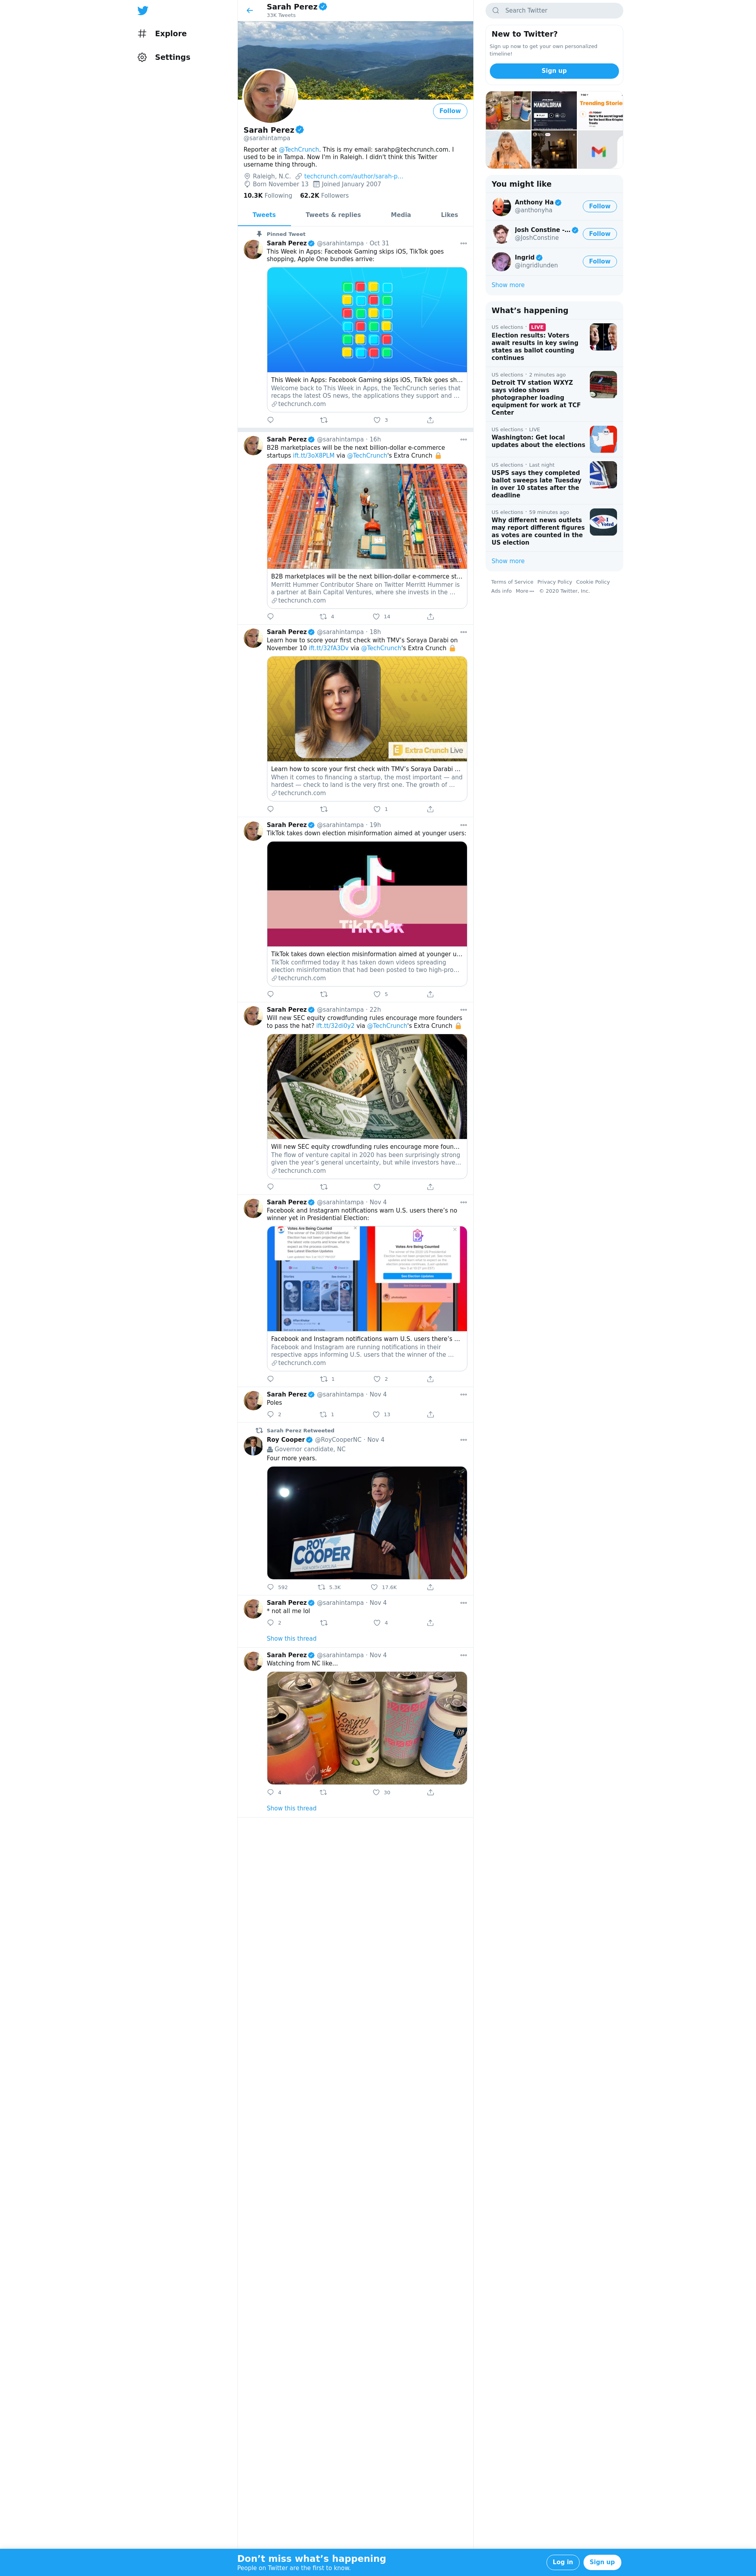 Explore
Settings
Sarah Perez
33K Tweets
Follow
Sarah Perez
@sarahintampa
Reporter at @TechCrunch. This is my email: sarahp@techcrunch.com. I
used to be in Tampa. Now I'm in Raleigh. I didn't think this Twitter
username thing through.
Raleigh, N.C. techcrunch.com/author/sarah-p…
Born November 13 Joined January 2007
10.3K Following 62.2K Followers
Tweets Tweets & replies Media Likes
Pinned Tweet
Sarah Perez @sarahintampa · Oct 31
This Week in Apps: Facebook Gaming skips iOS, TikTok goes
shopping, Apple One bundles arrive:
This Week in Apps: Facebook Gaming skips iOS, TikTok goes sh…
Welcome back to This Week in Apps, the TechCrunch series that
recaps the latest OS news, the applications they support and …
techcrunch.com
3
Sarah Perez @sarahintampa · 16h
B2B marketplaces will be the next billion-dollar e-commerce
startups ift.tt/3oX8PLM via @TechCrunch's Extra Crunch 🔒
B2B marketplaces will be the next billion-dollar e-commerce st…
Merritt Hummer Contributor Share on Twitter Merritt Hummer is
a partner at Bain Capital Ventures, where she invests in the …
techcrunch.com
4 14
Sarah Perez @sarahintampa · 18h
Learn how to score your first check with TMV's Soraya Darabi on
November 10 ift.tt/32fA3Dv via @TechCrunch's Extra Crunch 🔒
Extra Crunch Live
Learn how to score your first check with TMV's Soraya Darabi …
When it comes to financing a startup, the most important — and
hardest — check to land is the very first one. The growth of …
techcrunch.com
1
Sarah Perez @sarahintampa · 19h
TikTok takes down election misinformation aimed at younger users:
TikTok
TikTok takes down election misinformation aimed at younger u…
TikTok confirmed today it has taken down videos spreading
election misinformation that had been posted to two high-pro…
techcrunch.com
5
Sarah Perez @sarahintampa · 22h
Will new SEC equity crowdfunding rules encourage more founders
to pass the hat? ift.tt/32di0y2 via @TechCrunch's Extra Crunch 🔒
Will new SEC equity crowdfunding rules encourage more foun…
The flow of venture capital in 2020 has been surprisingly strong
given the year's general uncertainty, but while investors have…
techcrunch.com
Sarah Perez @sarahintampa · Nov 4
Facebook and Instagram notifications warn U.S. users there's no
winner yet in Presidential Election:
Votes Are Being Counted
Votes Are Being Counted
See Election Updates
Facebook and Instagram notifications warn U.S. users there's …
Facebook and Instagram are running notifications in their
respective apps informing U.S. users that the winner of the …
techcrunch.com
1 2
Sarah Perez @sarahintampa · Nov 4
Poles
2 1 13
Sarah Perez Retweeted
Roy Cooper @RoyCooperNC · Nov 4
Governor candidate, NC
Four more years.
ROY
COOPER
592 5.3K 17.6K
Sarah Perez @sarahintampa · Nov 4
* not all me lol
2 4
Show this thread
Sarah Perez @sarahintampa · Nov 4
Watching from NC like...
4 30
Show this thread
Search Twitter
New to Twitter?
Sign up now to get your own personalized
timeline!
Sign up
MANDALORIAN
Trending Stories
You might like
Anthony Ha
@anthonyha
Follow
Josh Constine -…
@JoshConstine
Follow
Ingrid
@ingridlunden
Follow
Show more
What's happening
US elections · LIVE
Election results: Voters
await results in key swing
states as ballot counting
continues
US elections · 2 minutes ago
Detroit TV station WXYZ
says video shows
photographer loading
equipment for work at TCF
Center
US elections · LIVE
Washington: Get local
updates about the elections
US elections · Last night
USPS says they completed
ballot sweeps late Tuesday
in over 10 states after the
deadline
US elections · 59 minutes ago
Why different news outlets
may report different figures
as votes are counted in the
US election
I
Voted
Show more
Terms of Service Privacy Policy Cookie Policy
Ads info More © 2020 Twitter, Inc.
Don't miss what's happening
People on Twitter are the first to know.
Log in Sign up